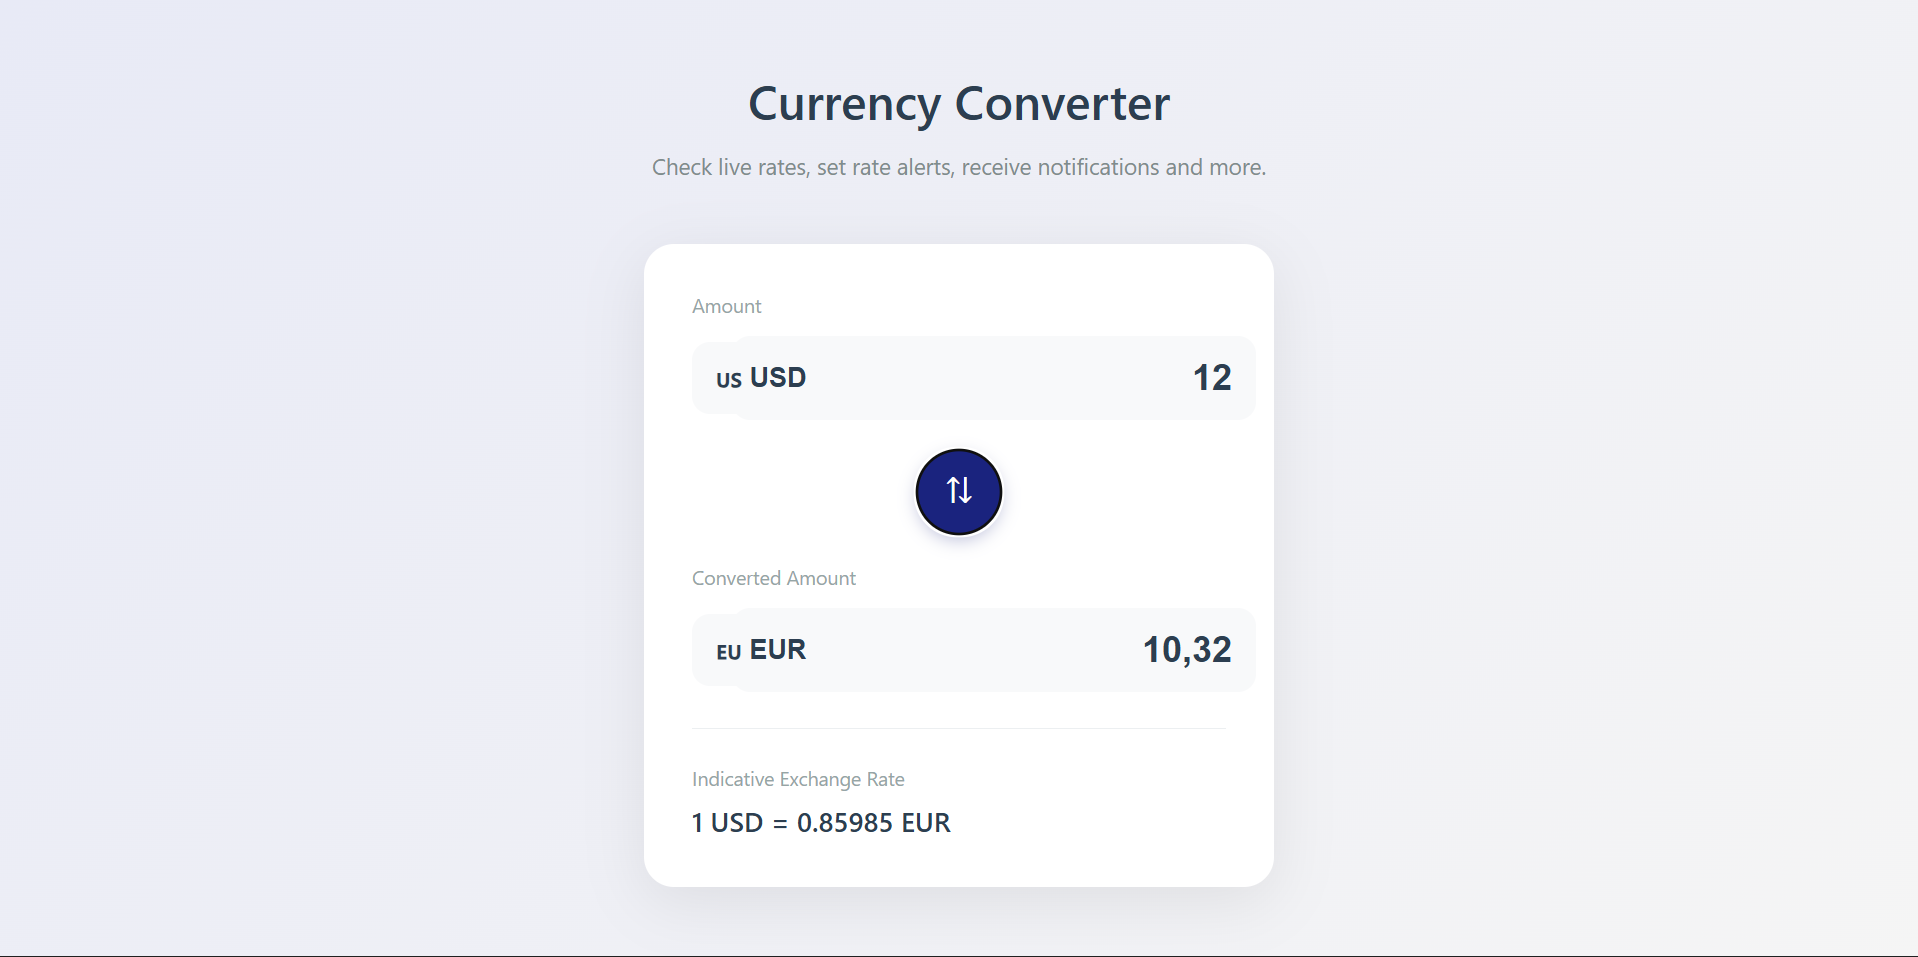 Currency Converter
Check live rates, set rate alerts, receive notifications and more.
Amount
US USD 12
Converted Amount
EU EUR 10,32
Indicative Exchange Rate
1 USD = 0.85985 EUR